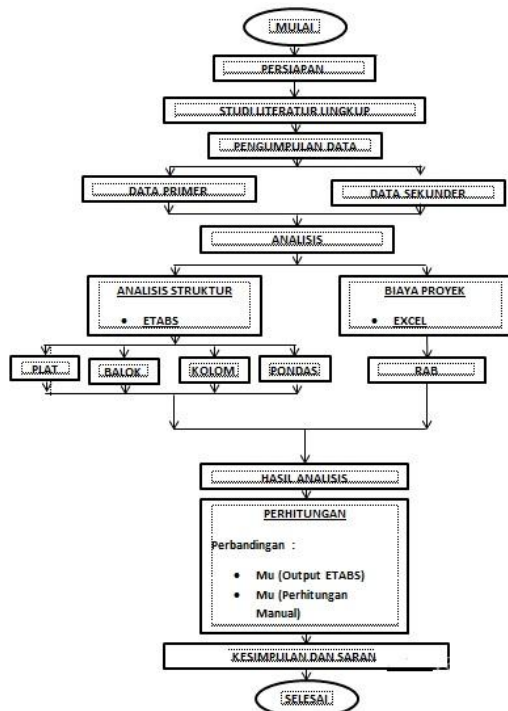 MULAI
PERSIAPAN
STUDI LITERATUR LINGKUP
PENGUMPULAN DATA
DATA PRIMER
DATA SEKUNDER
ANALISIS
ANALISIS STRUKTUR
• ETABS
BIAYA PROYEK
• EXCEL
PLAT
BALOK
KOLOM
PONDAS
RAB
HASIL ANALISIS
PERHITUNGAN
Perbandingan :
• Mu (Output ETABS)
• Mu (Perhitungan
Manual)
KESIMPULAN DAN SARAN
SELESAI